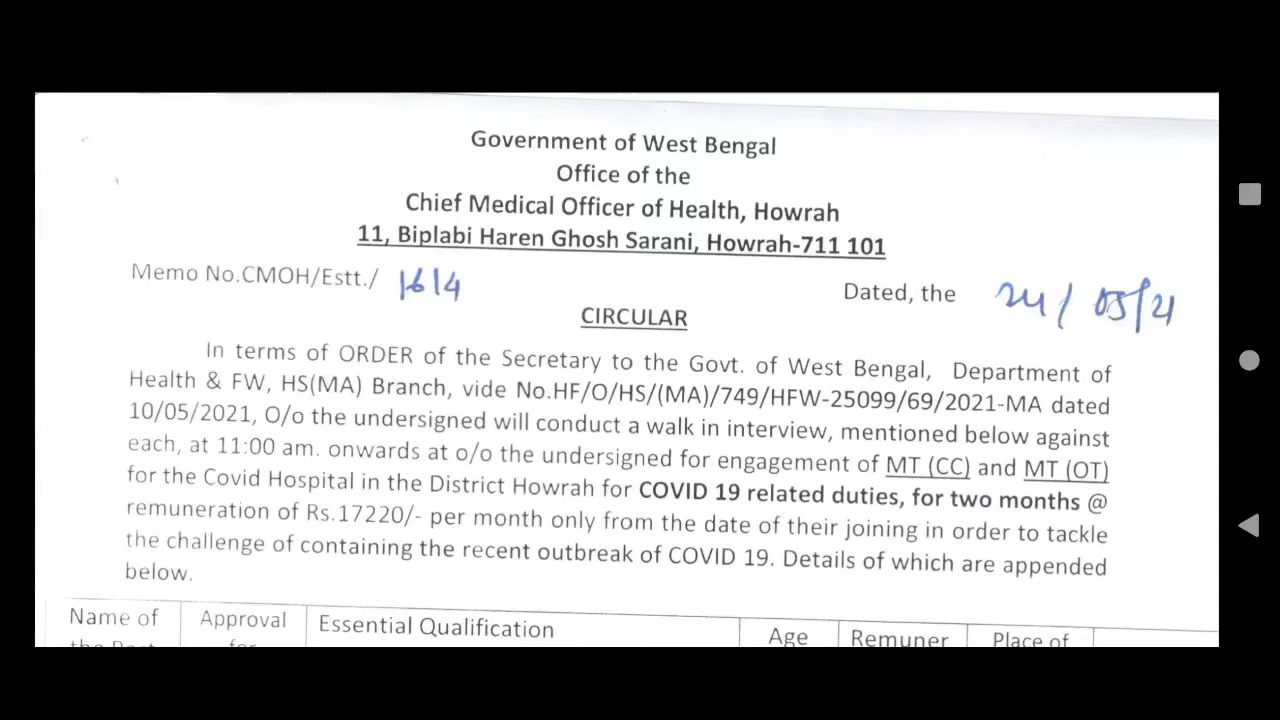 Government of West Bengal
Office of the
Chief Medical Officer of Health, Howrah
11, Biplabi Haren Ghosh Sarani, Howrah-711 101
Memo No.CMOH/Estt./ 1614
Dated, the 24/05/21
CIRCULAR
In terms of ORDER of the Secretary to the Govt. of West Bengal, Department of
Health & FW, HS(MA) Branch, vide No.HF/O/HS/(MA)/749/HFW-25099/69/2021-MA dated
10/05/2021, O/o the undersigned will conduct a walk in interview, mentioned below against
each, at 11:00 am. onwards at o/o the undersigned for engagement of MT (CC) and MT (OT)
for the Covid Hospital in the District Howrah for COVID 19 related duties, for two months @
remuneration of Rs.17220/- per month only from the date of their joining in order to tackle
the challenge of containing the recent outbreak of COVID 19. Details of which are appended
below.
Name of
Approval
Essential Qualification
Age
Remuner
Place of
the Post
for